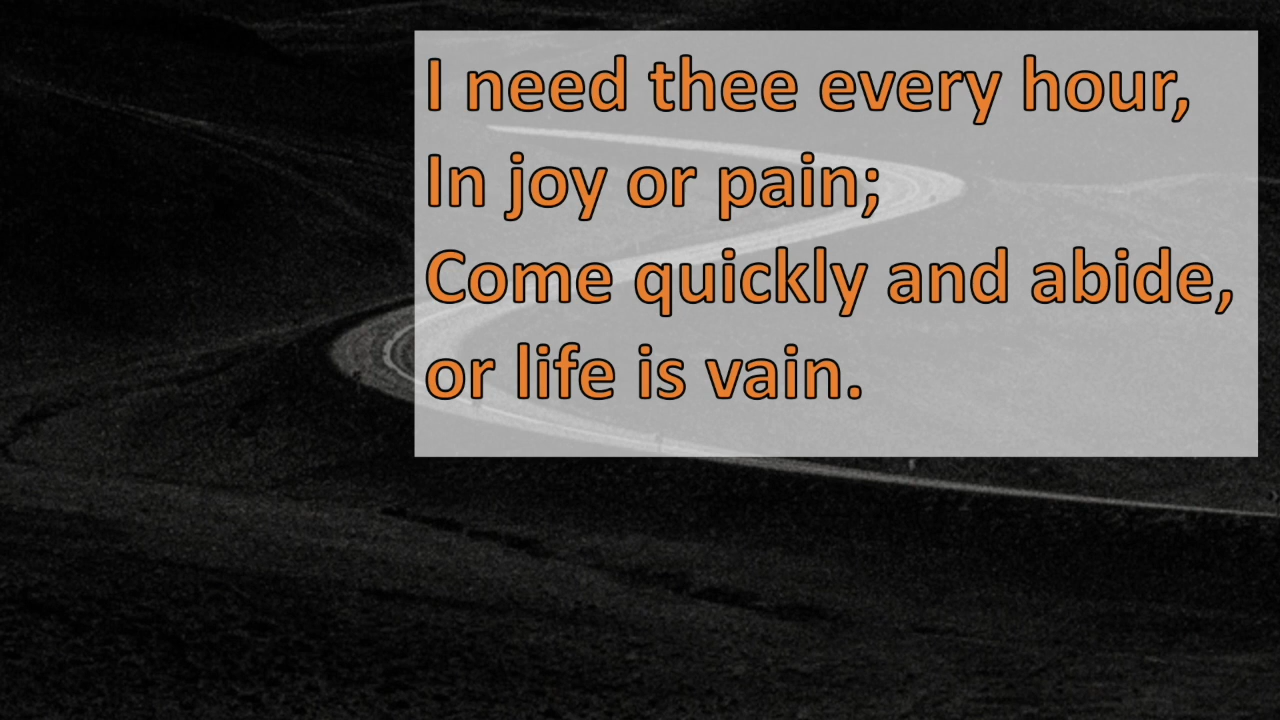 I need thee every hour,
In joy or pain;
Come quickly and abide,
or life is vain.